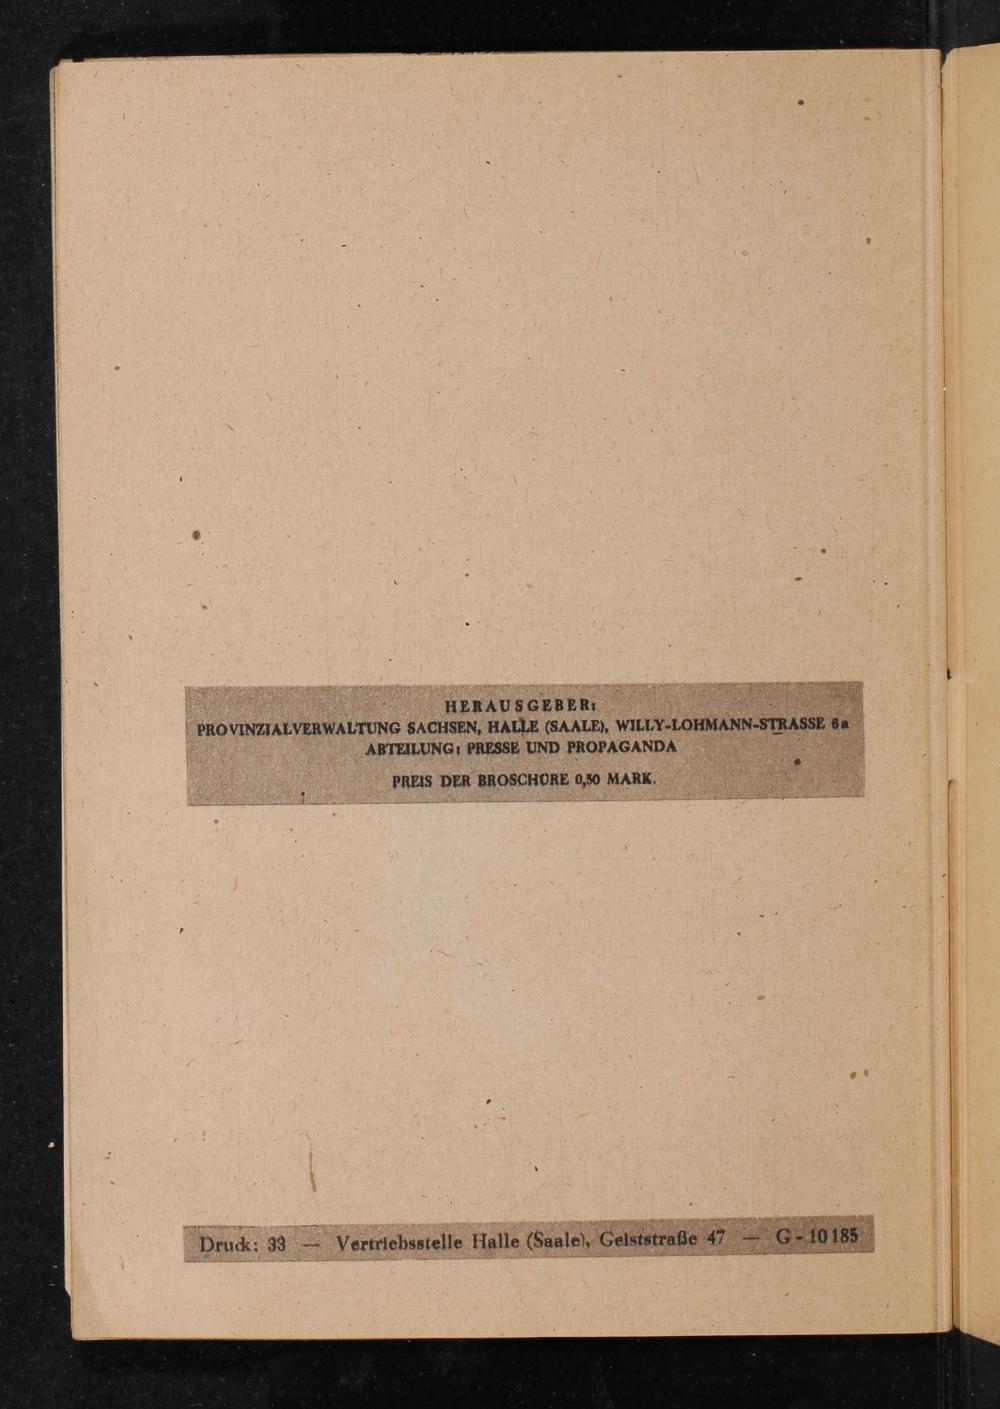 HERAUSGEBER:
PROVINZIALVERWALTUNG SACHSEN, HALLE (SAALE), WILLY-LOHMANN-STRASSE 6a
ABTEILUNG: PRESSE UND PROPAGANDA
PREIS DER BROSCHÜRE 0,50 MARK.
Druck: 33 — Vertriebsstelle Halle (Saale), Geiststraße 47 — G-10185